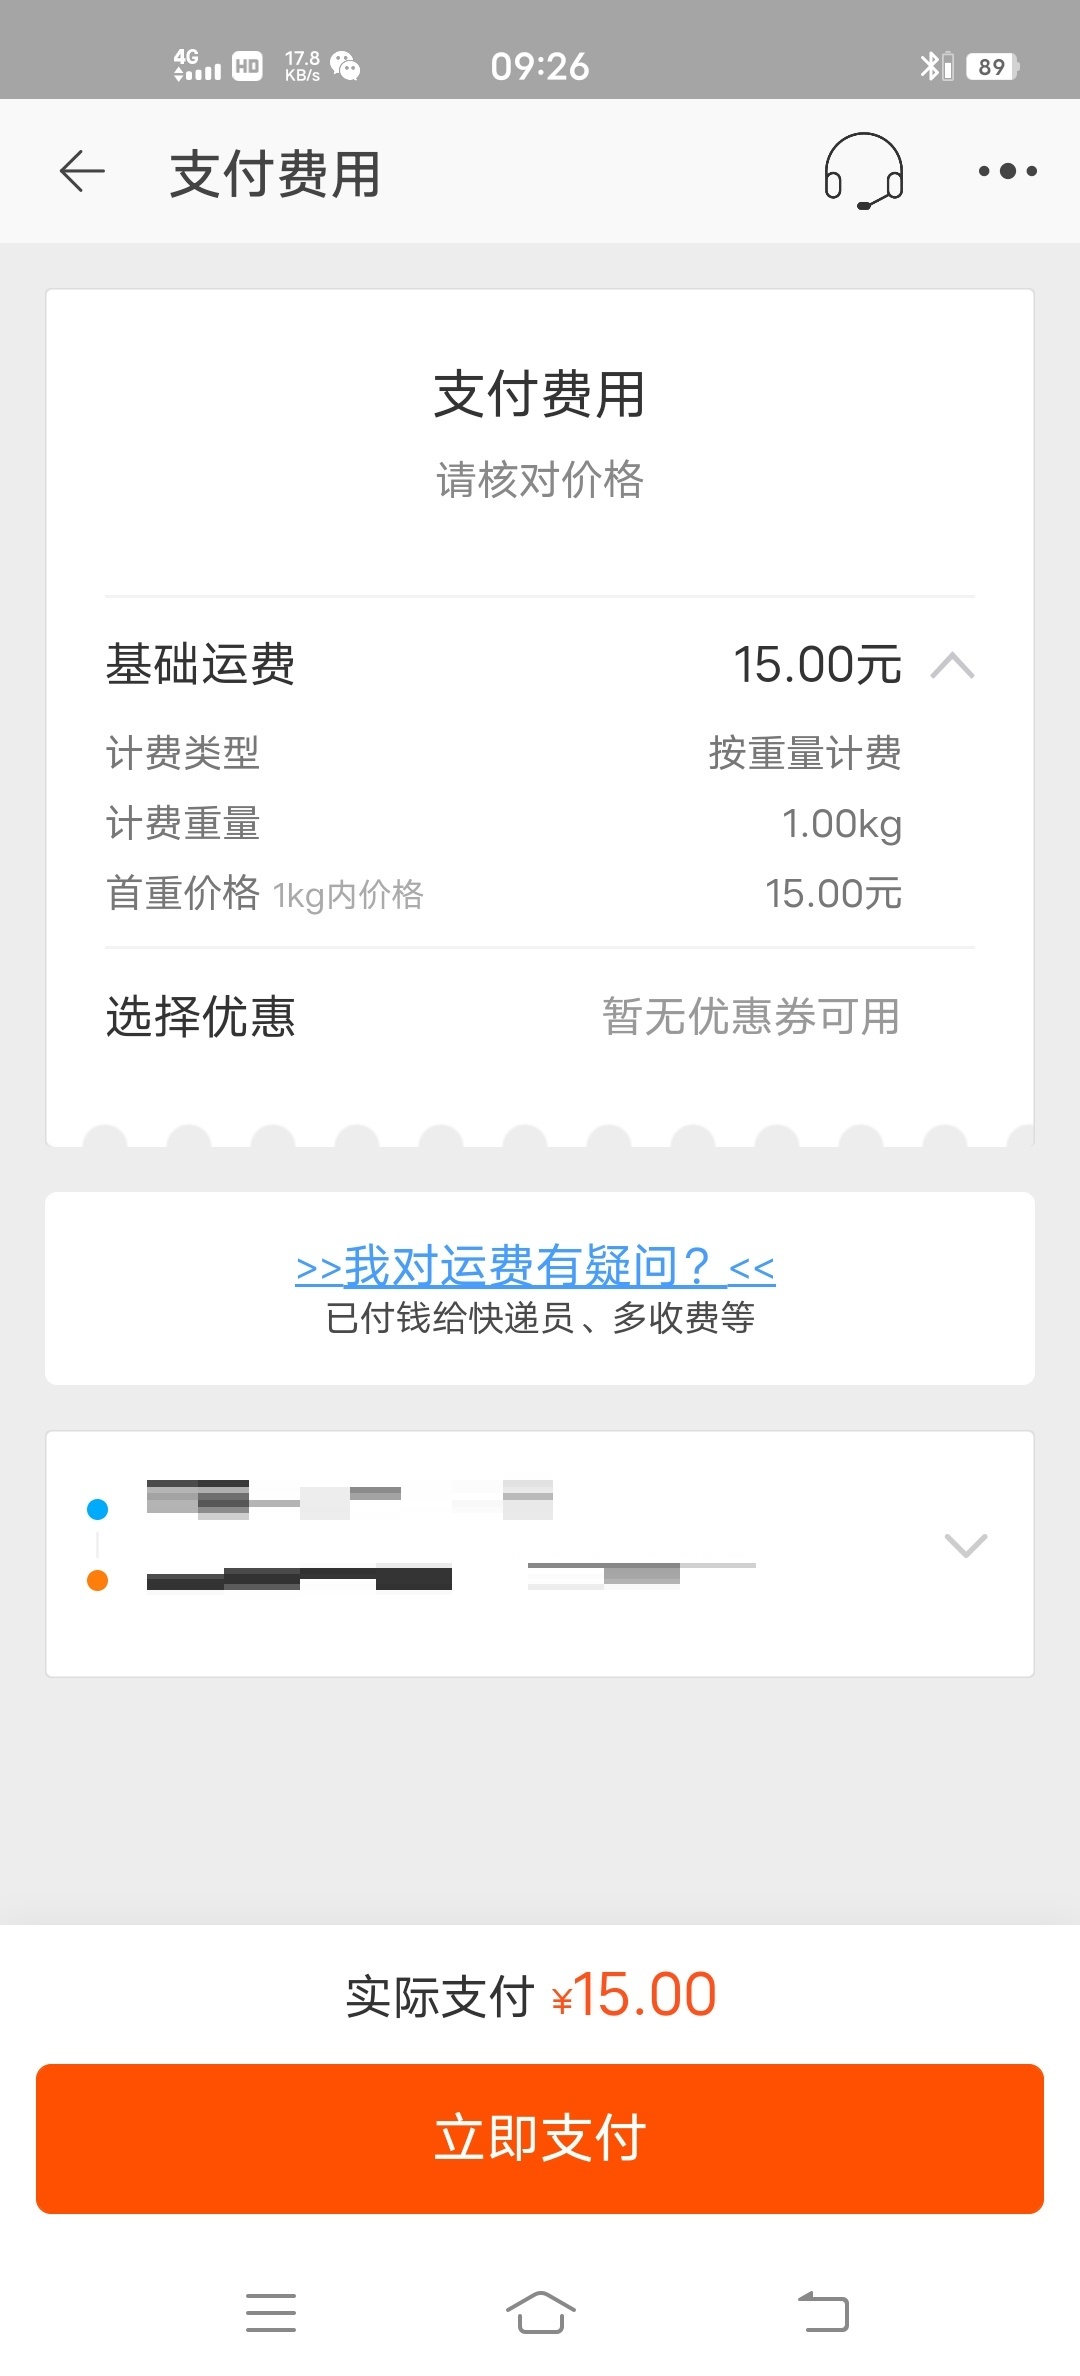 4G HD 17.8 KB/s 09:26 89
支付费用
支付费用
请核对价格
基础运费 15.00元
计费类型 按重量计费
计费重量 1.00kg
首重价格 1kg内价格 15.00元
选择优惠 暂无优惠券可用
>>我对运费有疑问？<<
已付钱给快递员、多收费等
实际支付 ¥15.00
立即支付